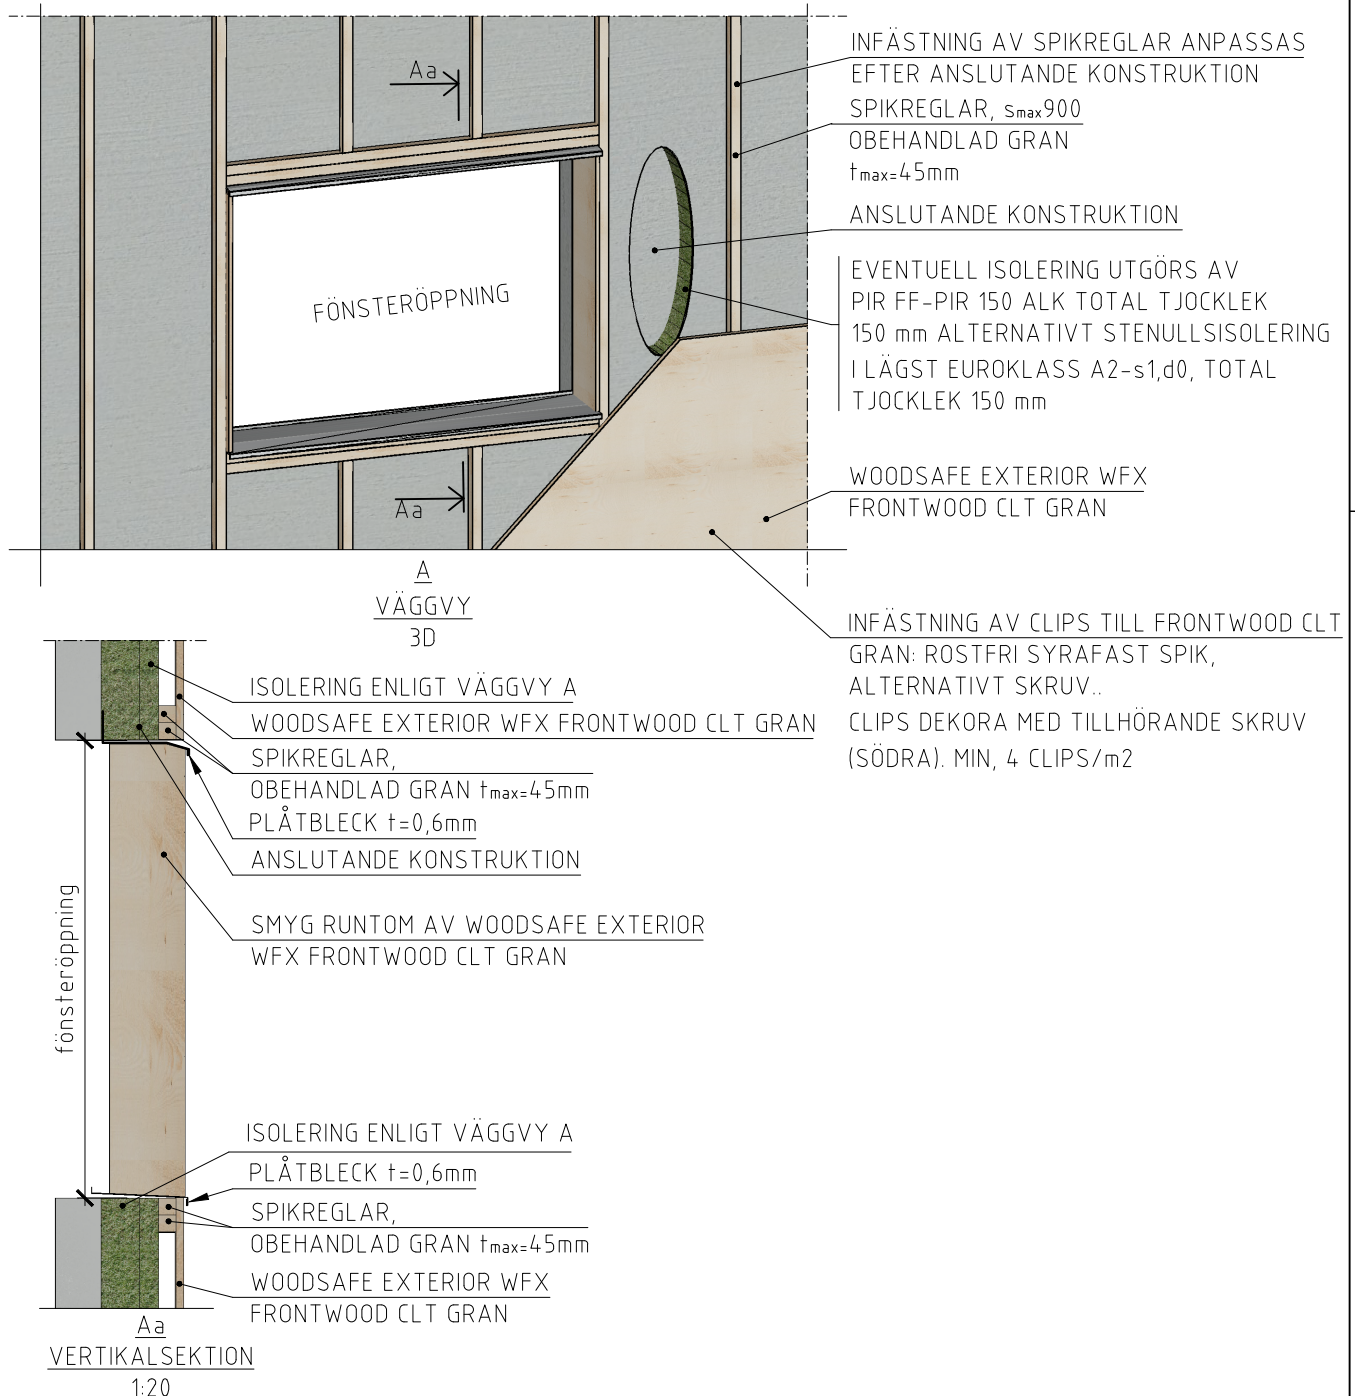 Aa
FÖNSTERÖPPNING
Aa
INFÄSTNING AV SPIKREGLAR ANPASSAS
EFTER ANSLUTANDE KONSTRUKTION
SPIKREGLAR, smax900
OBEHANDLAD GRAN
tmax=45mm
ANSLUTANDE KONSTRUKTION
EVENTUELL ISOLERING UTGÖRS AV
PIR FF-PIR 150 ALK TOTAL TJOCKLEK
150 mm ALTERNATIVT STENULLSISOLERING
I LÄGST EUROKLASS A2-s1,d0, TOTAL
TJOCKLEK 150 mm
WOODSAFE EXTERIOR WFX
FRONTWOOD CLT GRAN
INFÄSTNING AV CLIPS TILL FRONTWOOD CLT
GRAN: ROSTFRI SYRAFAST SPIK,
ALTERNATIVT SKRUV..
CLIPS DEKORA MED TILLHÖRANDE SKRUV
(SÖDRA). MIN, 4 CLIPS/m2
A
VÄGGVY
3D
ISOLERING ENLIGT VÄGGVY A
WOODSAFE EXTERIOR WFX FRONTWOOD CLT GRAN
SPIKREGLAR,
OBEHANDLAD GRAN tmax=45mm
PLÅTBLECK t=0,6mm
ANSLUTANDE KONSTRUKTION
SMYG RUNTOM AV WOODSAFE EXTERIOR
WFX FRONTWOOD CLT GRAN
fönsteröppning
ISOLERING ENLIGT VÄGGVY A
PLÅTBLECK t=0,6mm
SPIKREGLAR,
OBEHANDLAD GRAN tmax=45mm
WOODSAFE EXTERIOR WFX
FRONTWOOD CLT GRAN
Aa
VERTIKALSEKTION
1:20